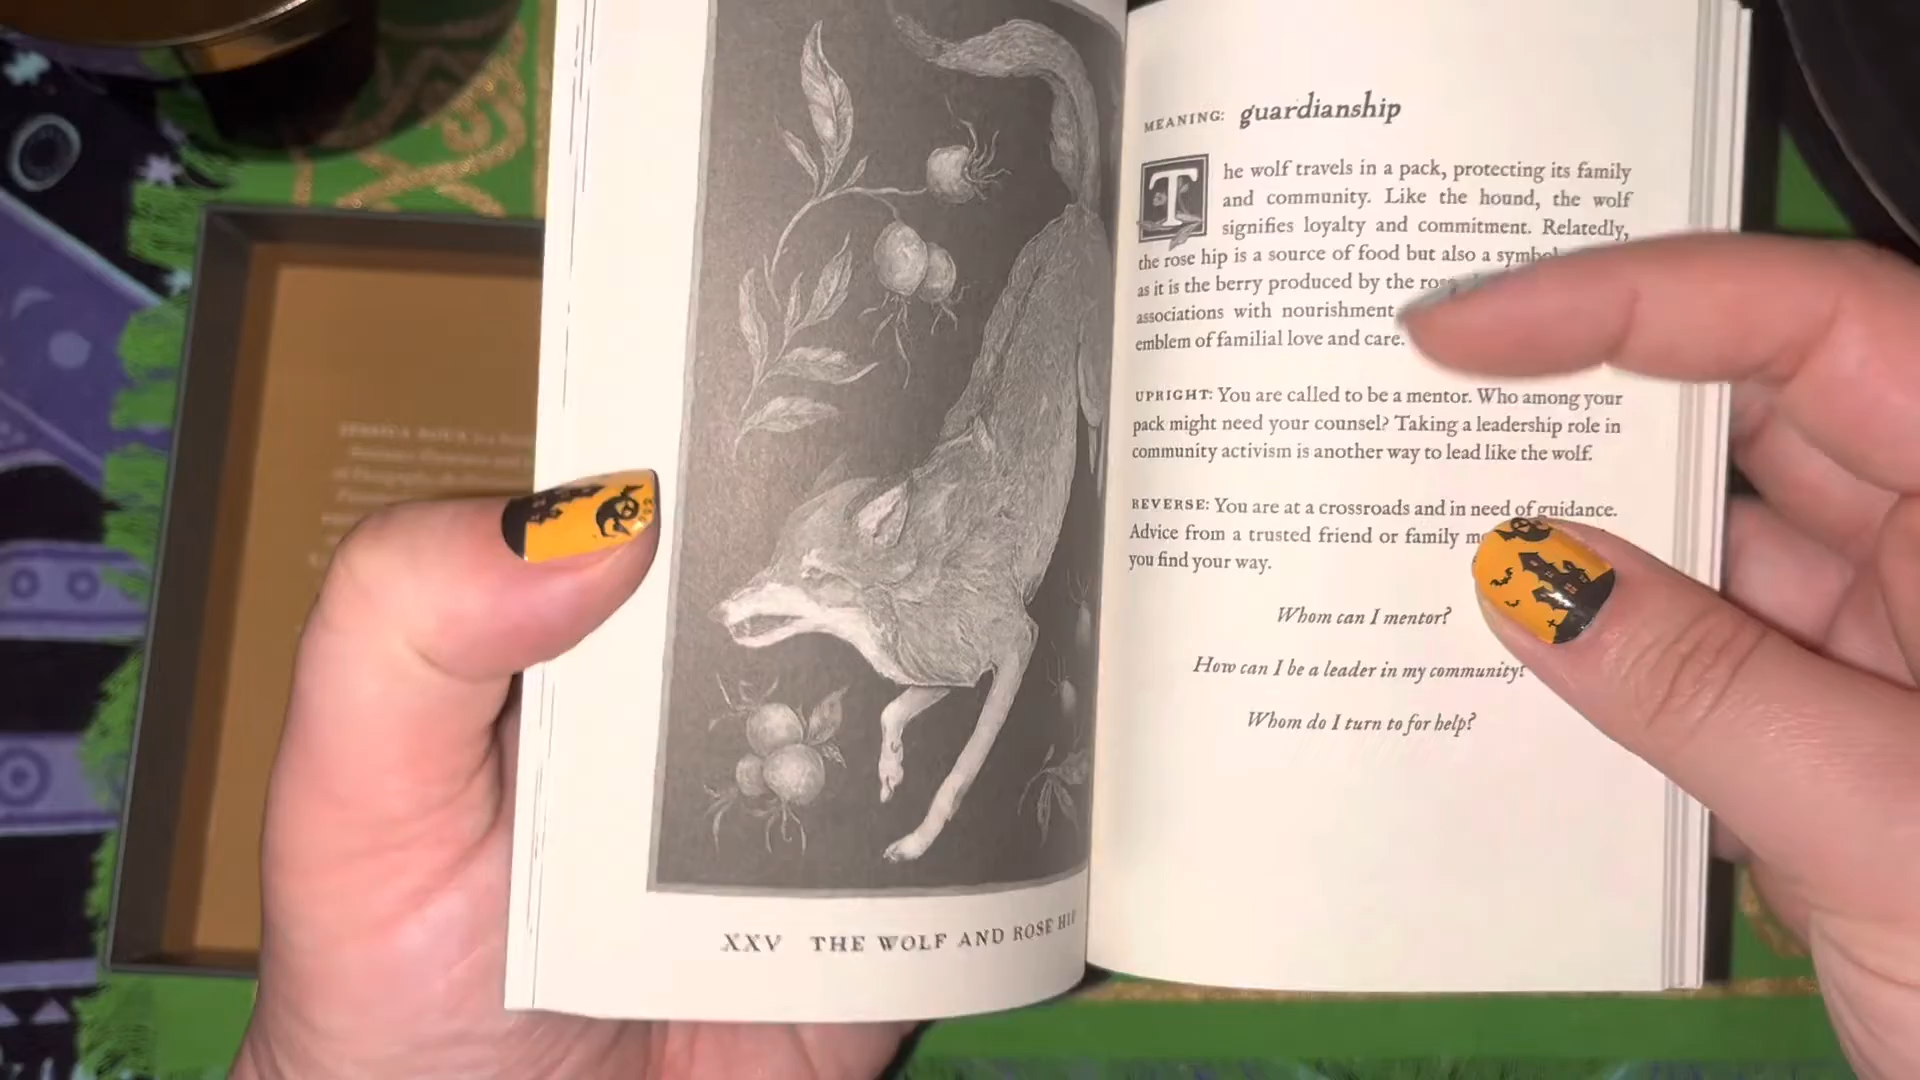 XXV THE WOLF AND ROSE HIP
MEANING: guardianship
The wolf travels in a pack, protecting its family
and community. Like the hound, the wolf
signifies loyalty and commitment. Relatedly,
the rose hip is a source of food but also a
as it is the berry produced by the
associations with nourishment
emblem of familial love and care.
UPRIGHT: You are called to be a mentor. Who among your
pack might need your counsel? Taking a leadership role in
community activism is another way to lead like the wolf.
REVERSE: You are at a crossroads and in need of guidance.
Advice from a trusted friend or family
you find your way.
Whom can I mentor?
How can I be a leader in my community?
Whom do I turn to for help?